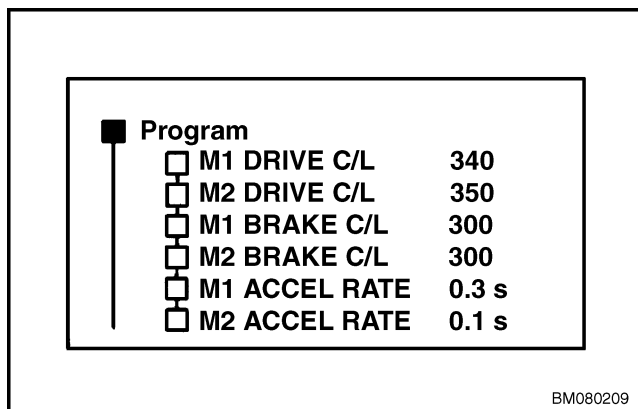 Program
M1 DRIVE C/L 340
M2 DRIVE C/L 350
M1 BRAKE C/L 300
M2 BRAKE C/L 300
M1 ACCEL RATE 0.3 s
M2 ACCEL RATE 0.1 s
BM080209